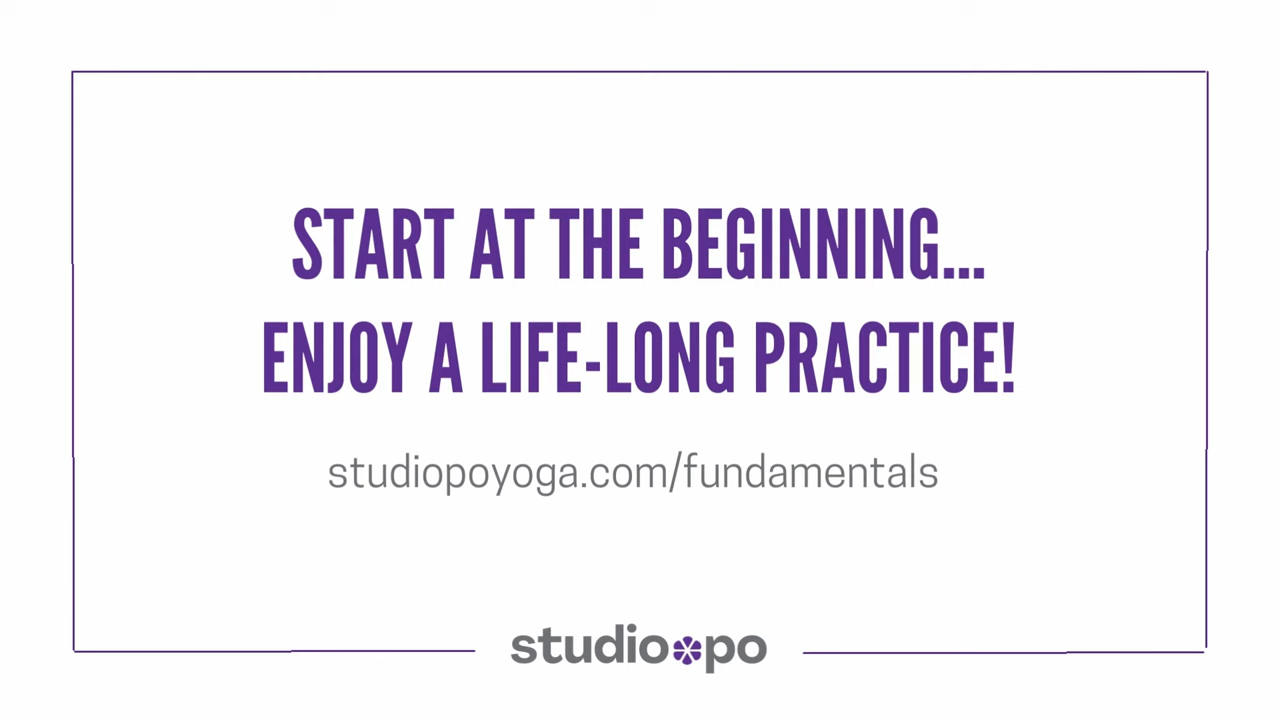 START AT THE BEGINNING...
ENJOY A LIFE-LONG PRACTICE!
studiopoyoga.com/fundamentals
studio po